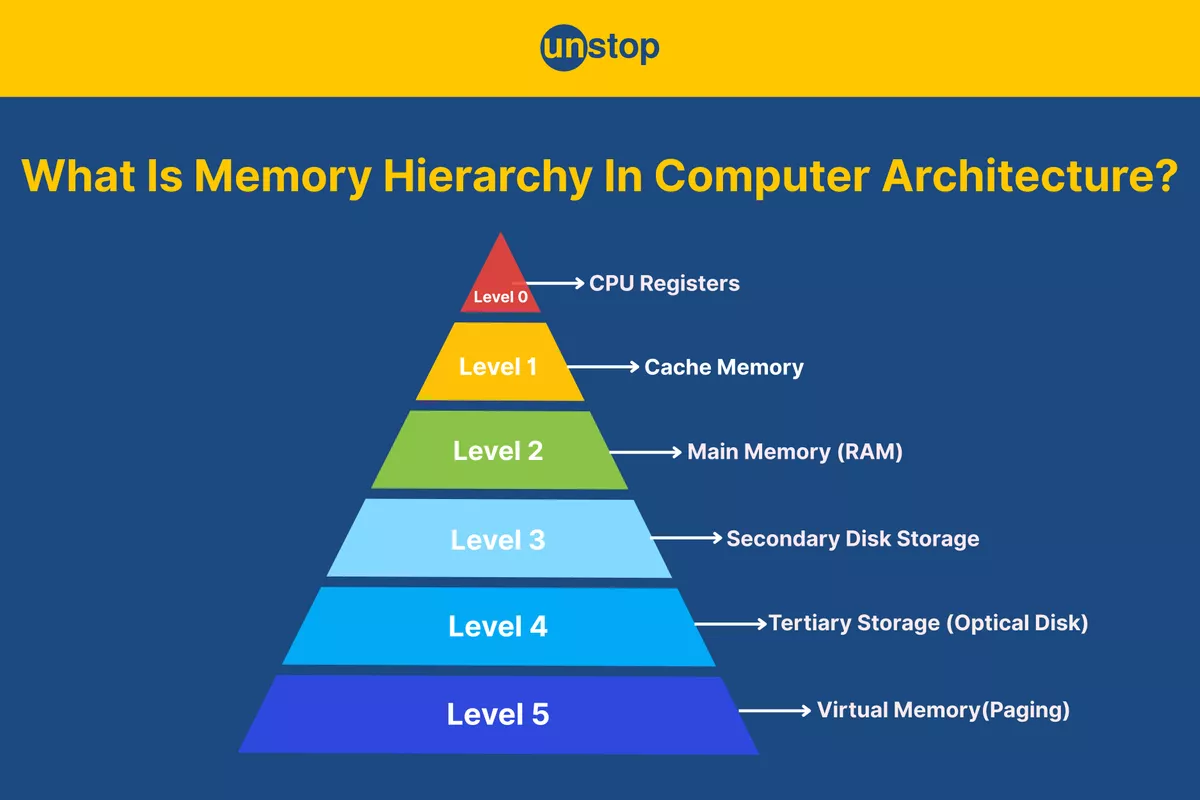 unstop
What Is Memory Hierarchy In Computer Architecture?
Level 0
CPU Registers
Level 1
Cache Memory
Level 2
Main Memory (RAM)
Level 3
Secondary Disk Storage
Level 4
Tertiary Storage (Optical Disk)
Level 5
Virtual Memory(Paging)